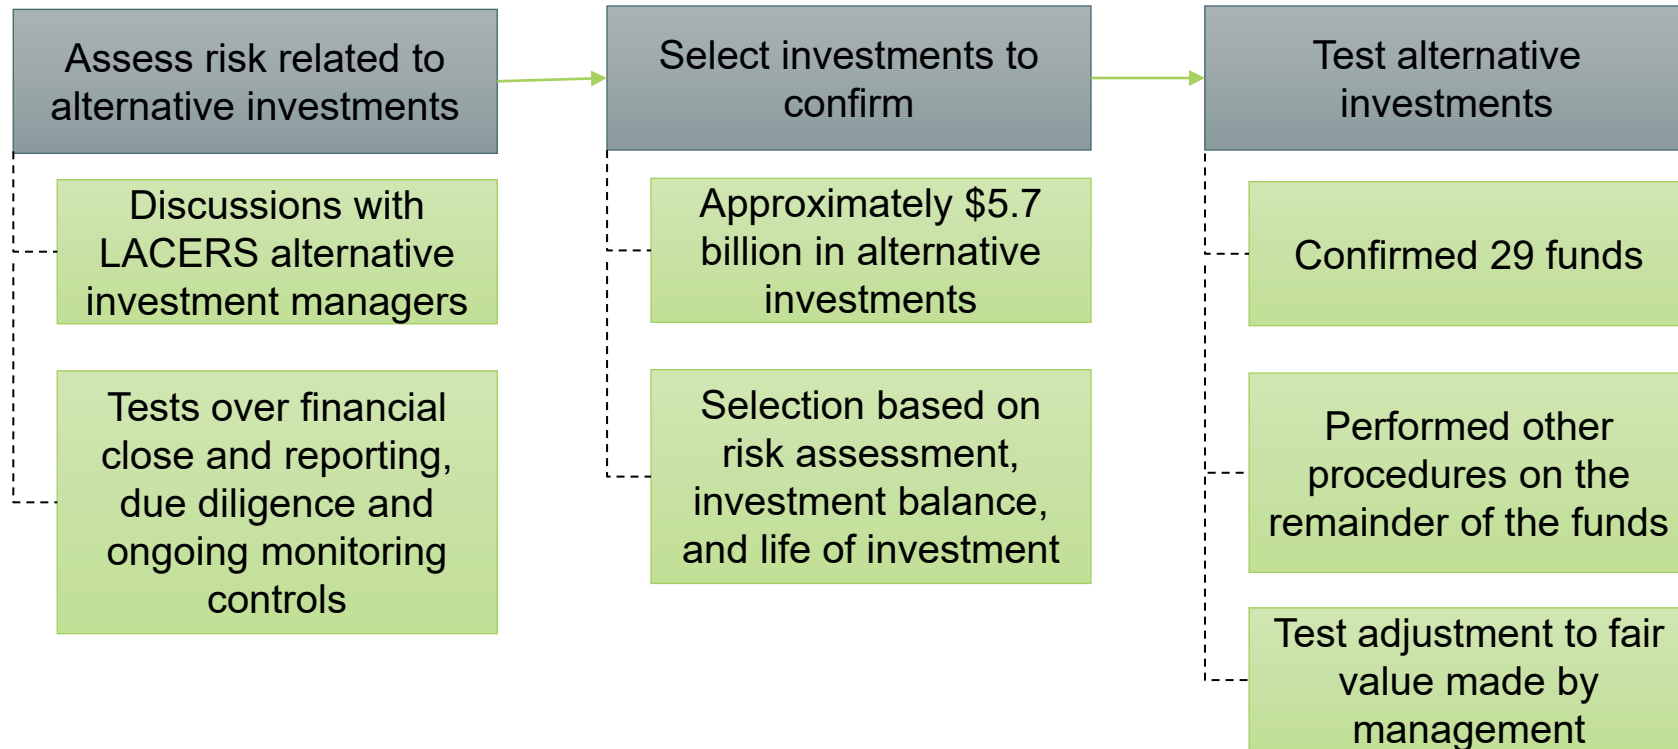 Assess risk related to
alternative investments
Discussions with
LACERS alternative
investment managers
Tests over financial
close and reporting,
due diligence and
ongoing monitoring
controls
Select investments to
confirm
Approximately $5.7
billion in alternative
investments
Selection based on
risk assessment,
investment balance,
and life of investment
Test alternative
investments
Confirmed 29 funds
Performed other
procedures on the
remainder of the funds
Test adjustment to fair
value made by
management